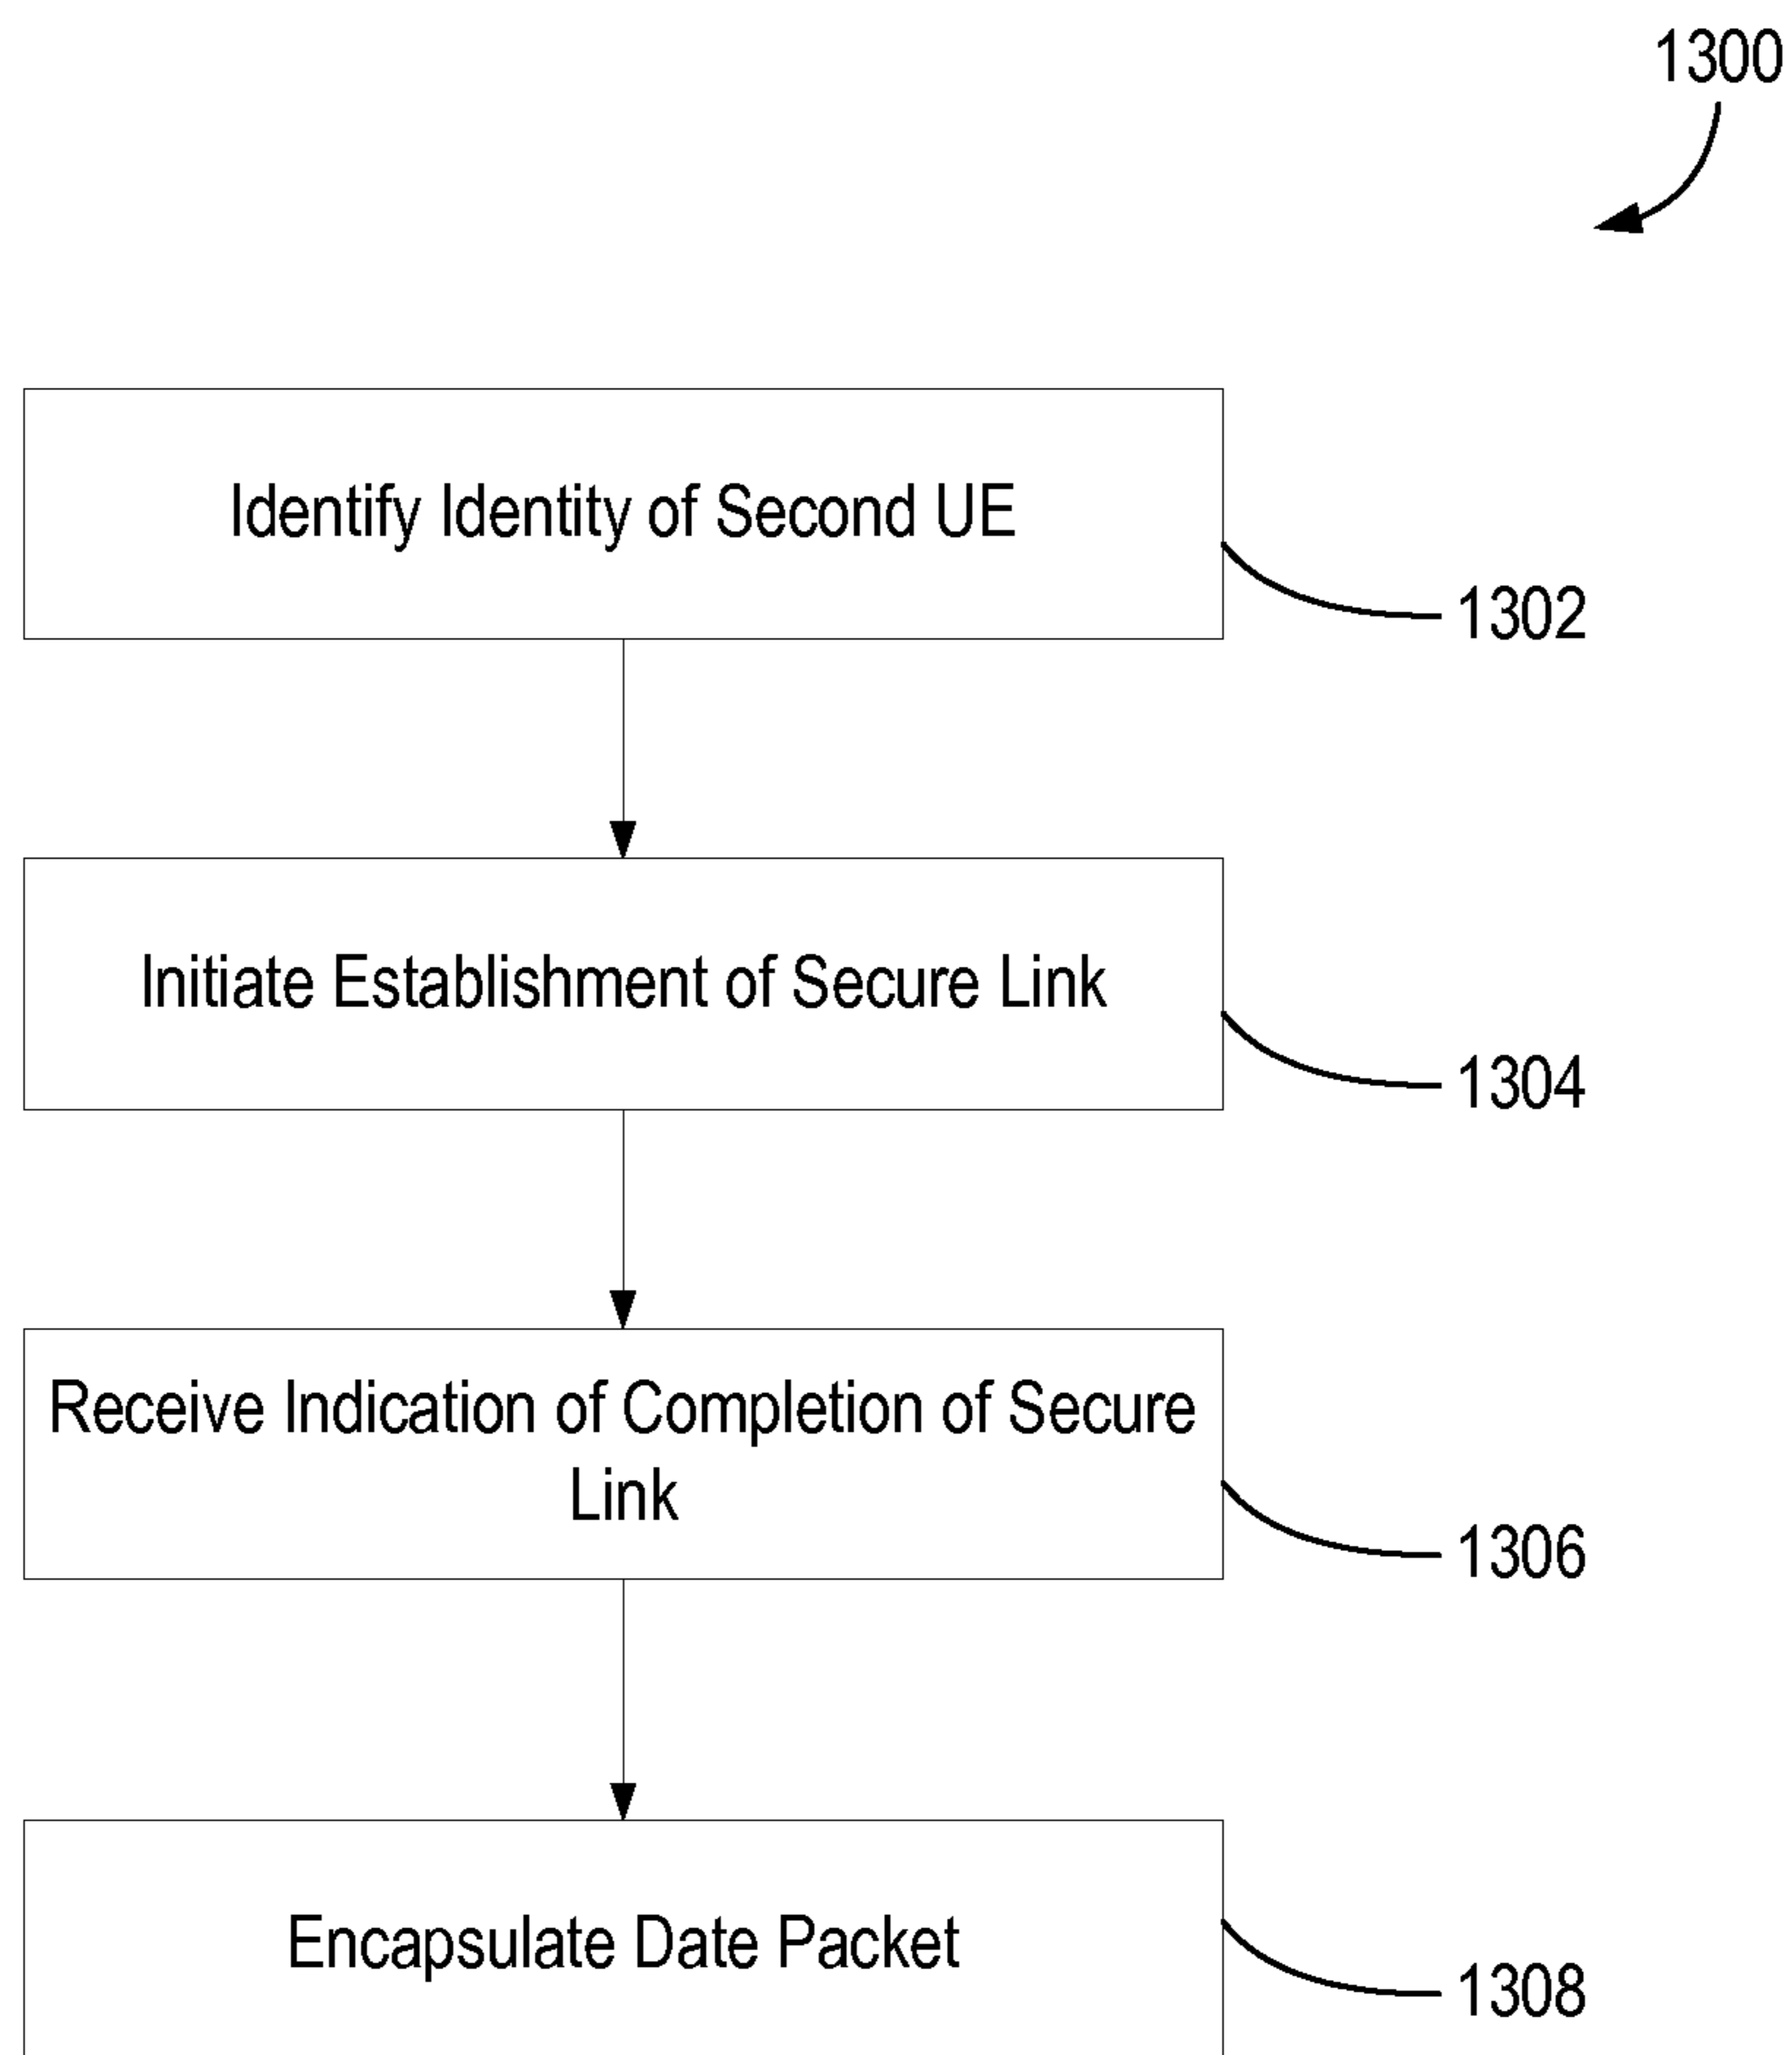 1300
Identify Identity of Second UE
1302
Initiate Establishment of Secure Link
1304
Receive Indication of Completion of Secure
Link
1306
Encapsulate Date Packet
1308